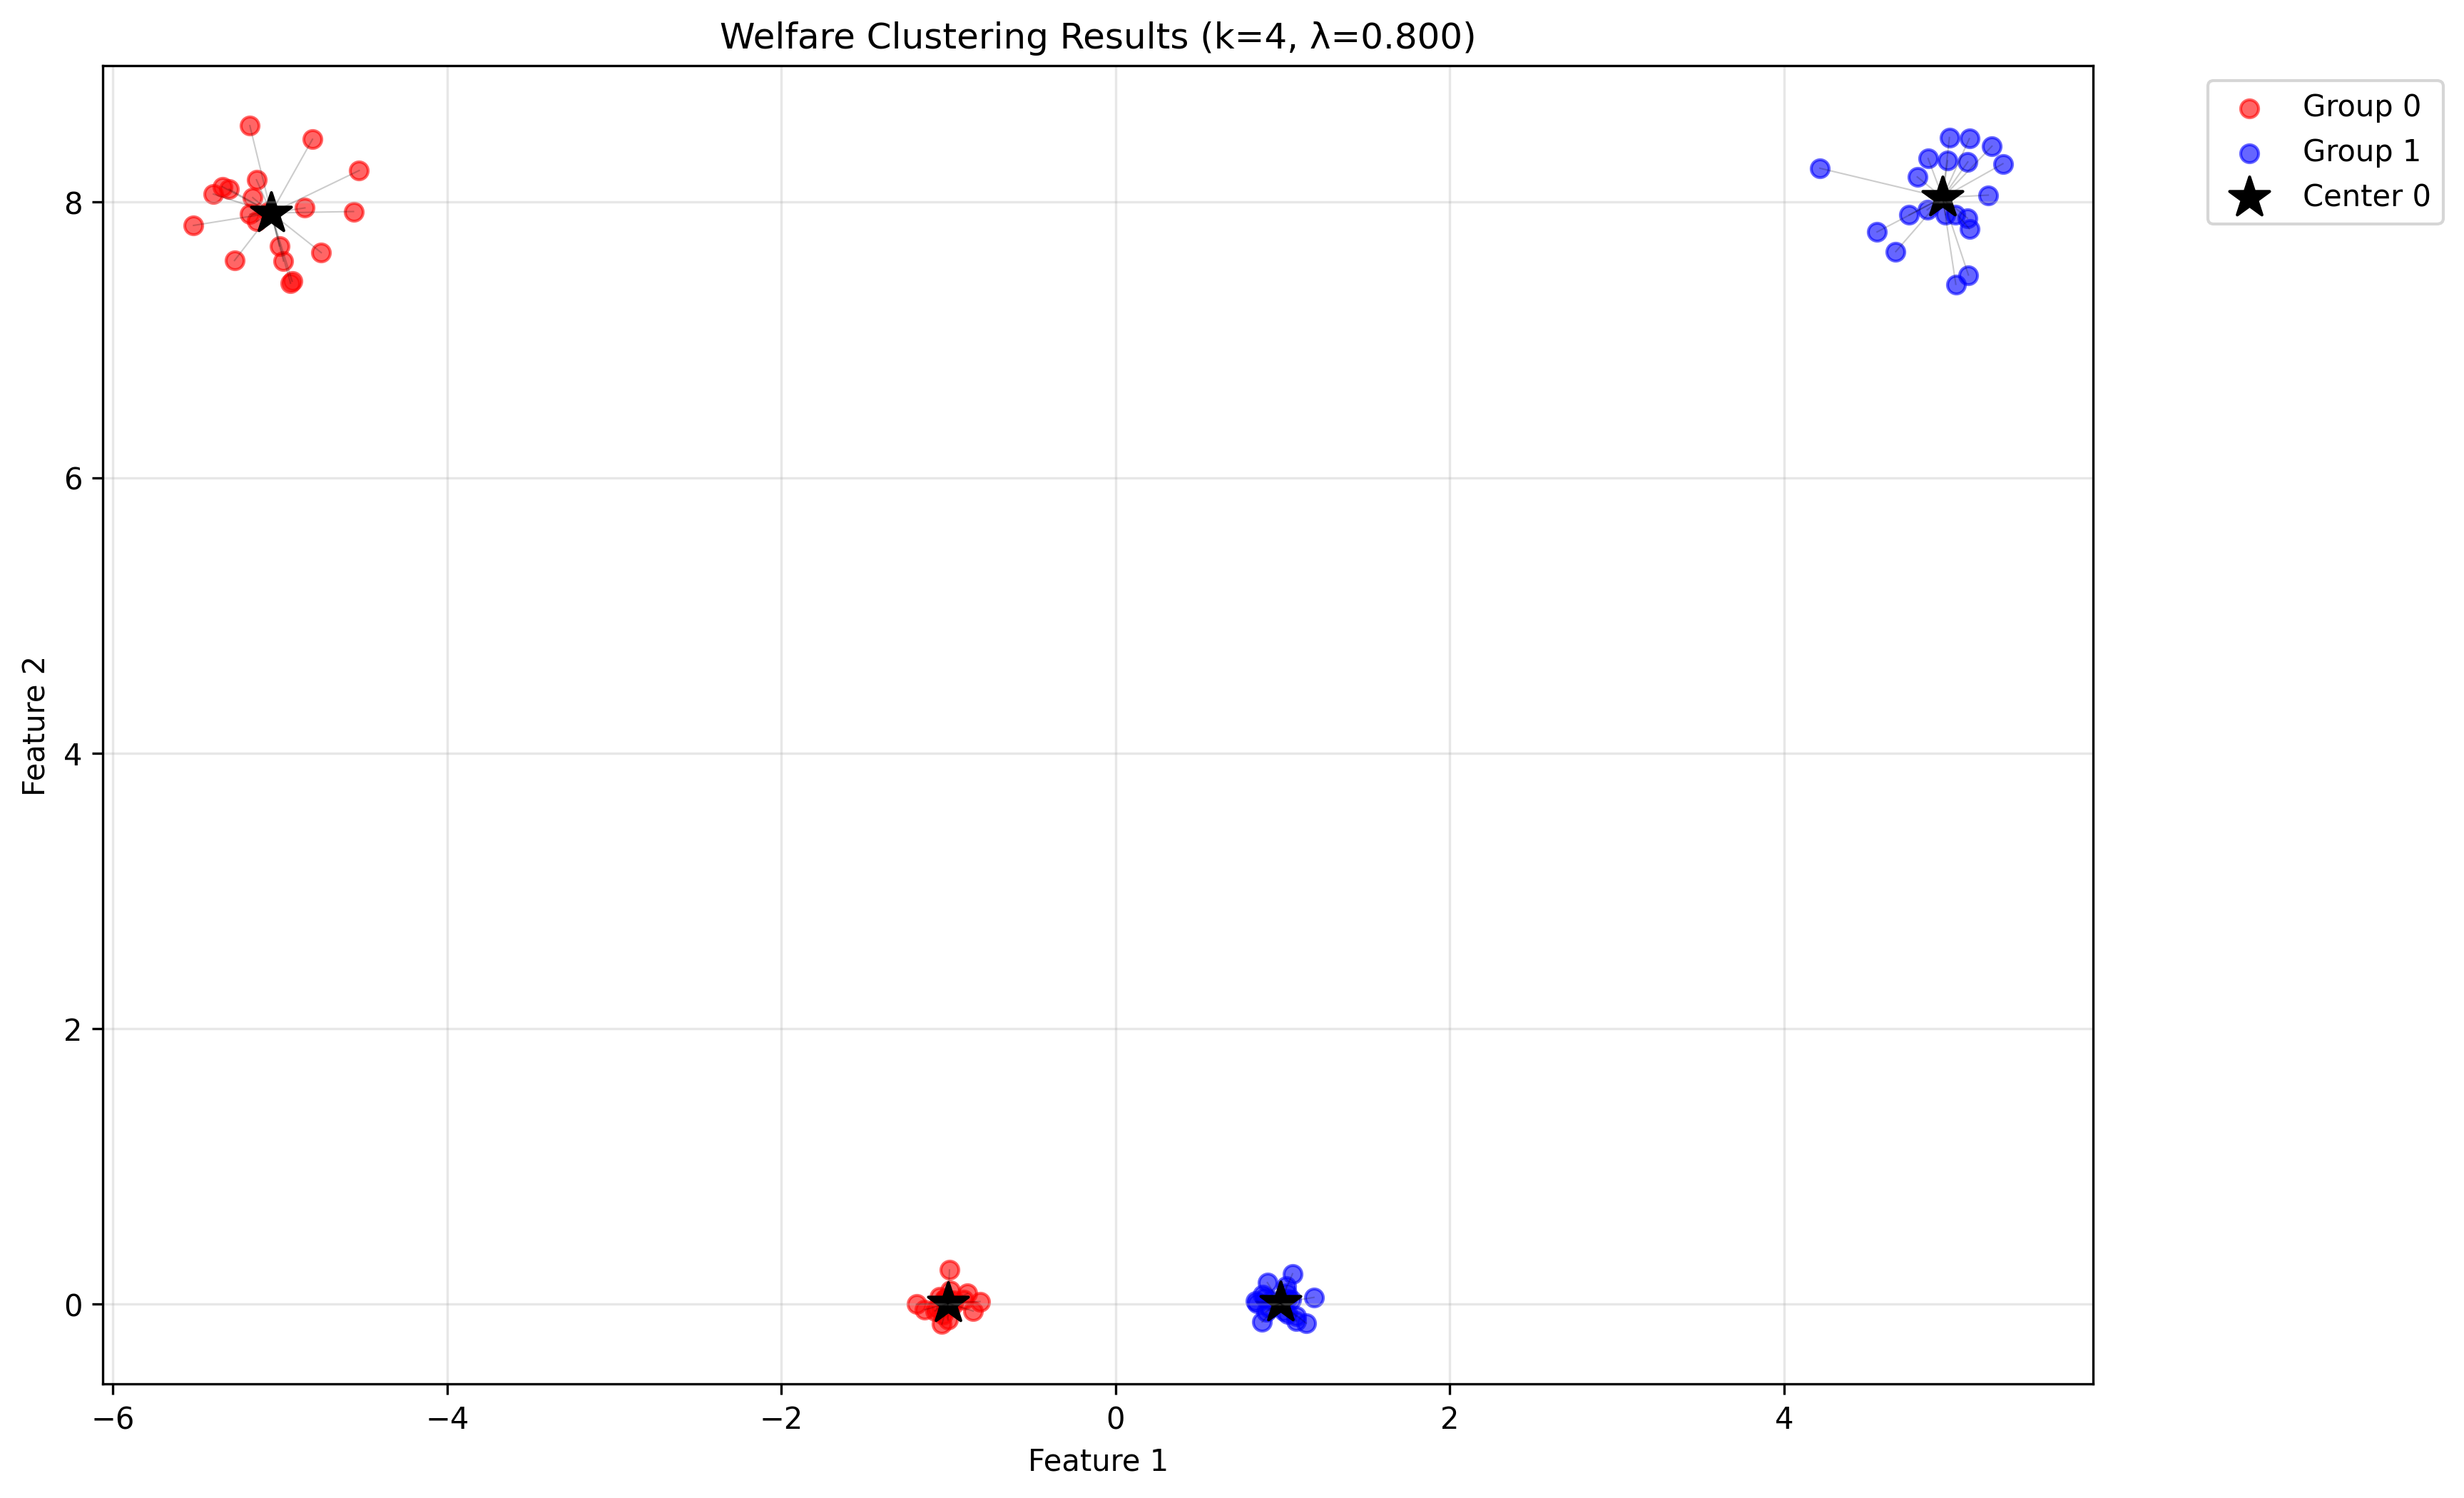 Welfare Clustering Results (k=4, λ=0.800)
Group 0
Group 1
Center 0
8
6
4
2
0
Feature 2
−6
−4
−2
0
2
4
Feature 1